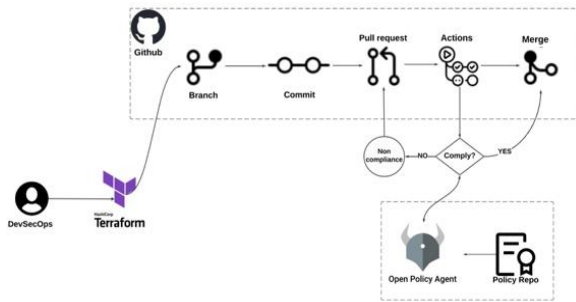 Github
Pull request
Actions
Merge
Branch
Commit
Non
compliance
NO
Comply?
YES
DevSecOps
HashiCorp
Terraform
Open Policy Agent
Policy Repo